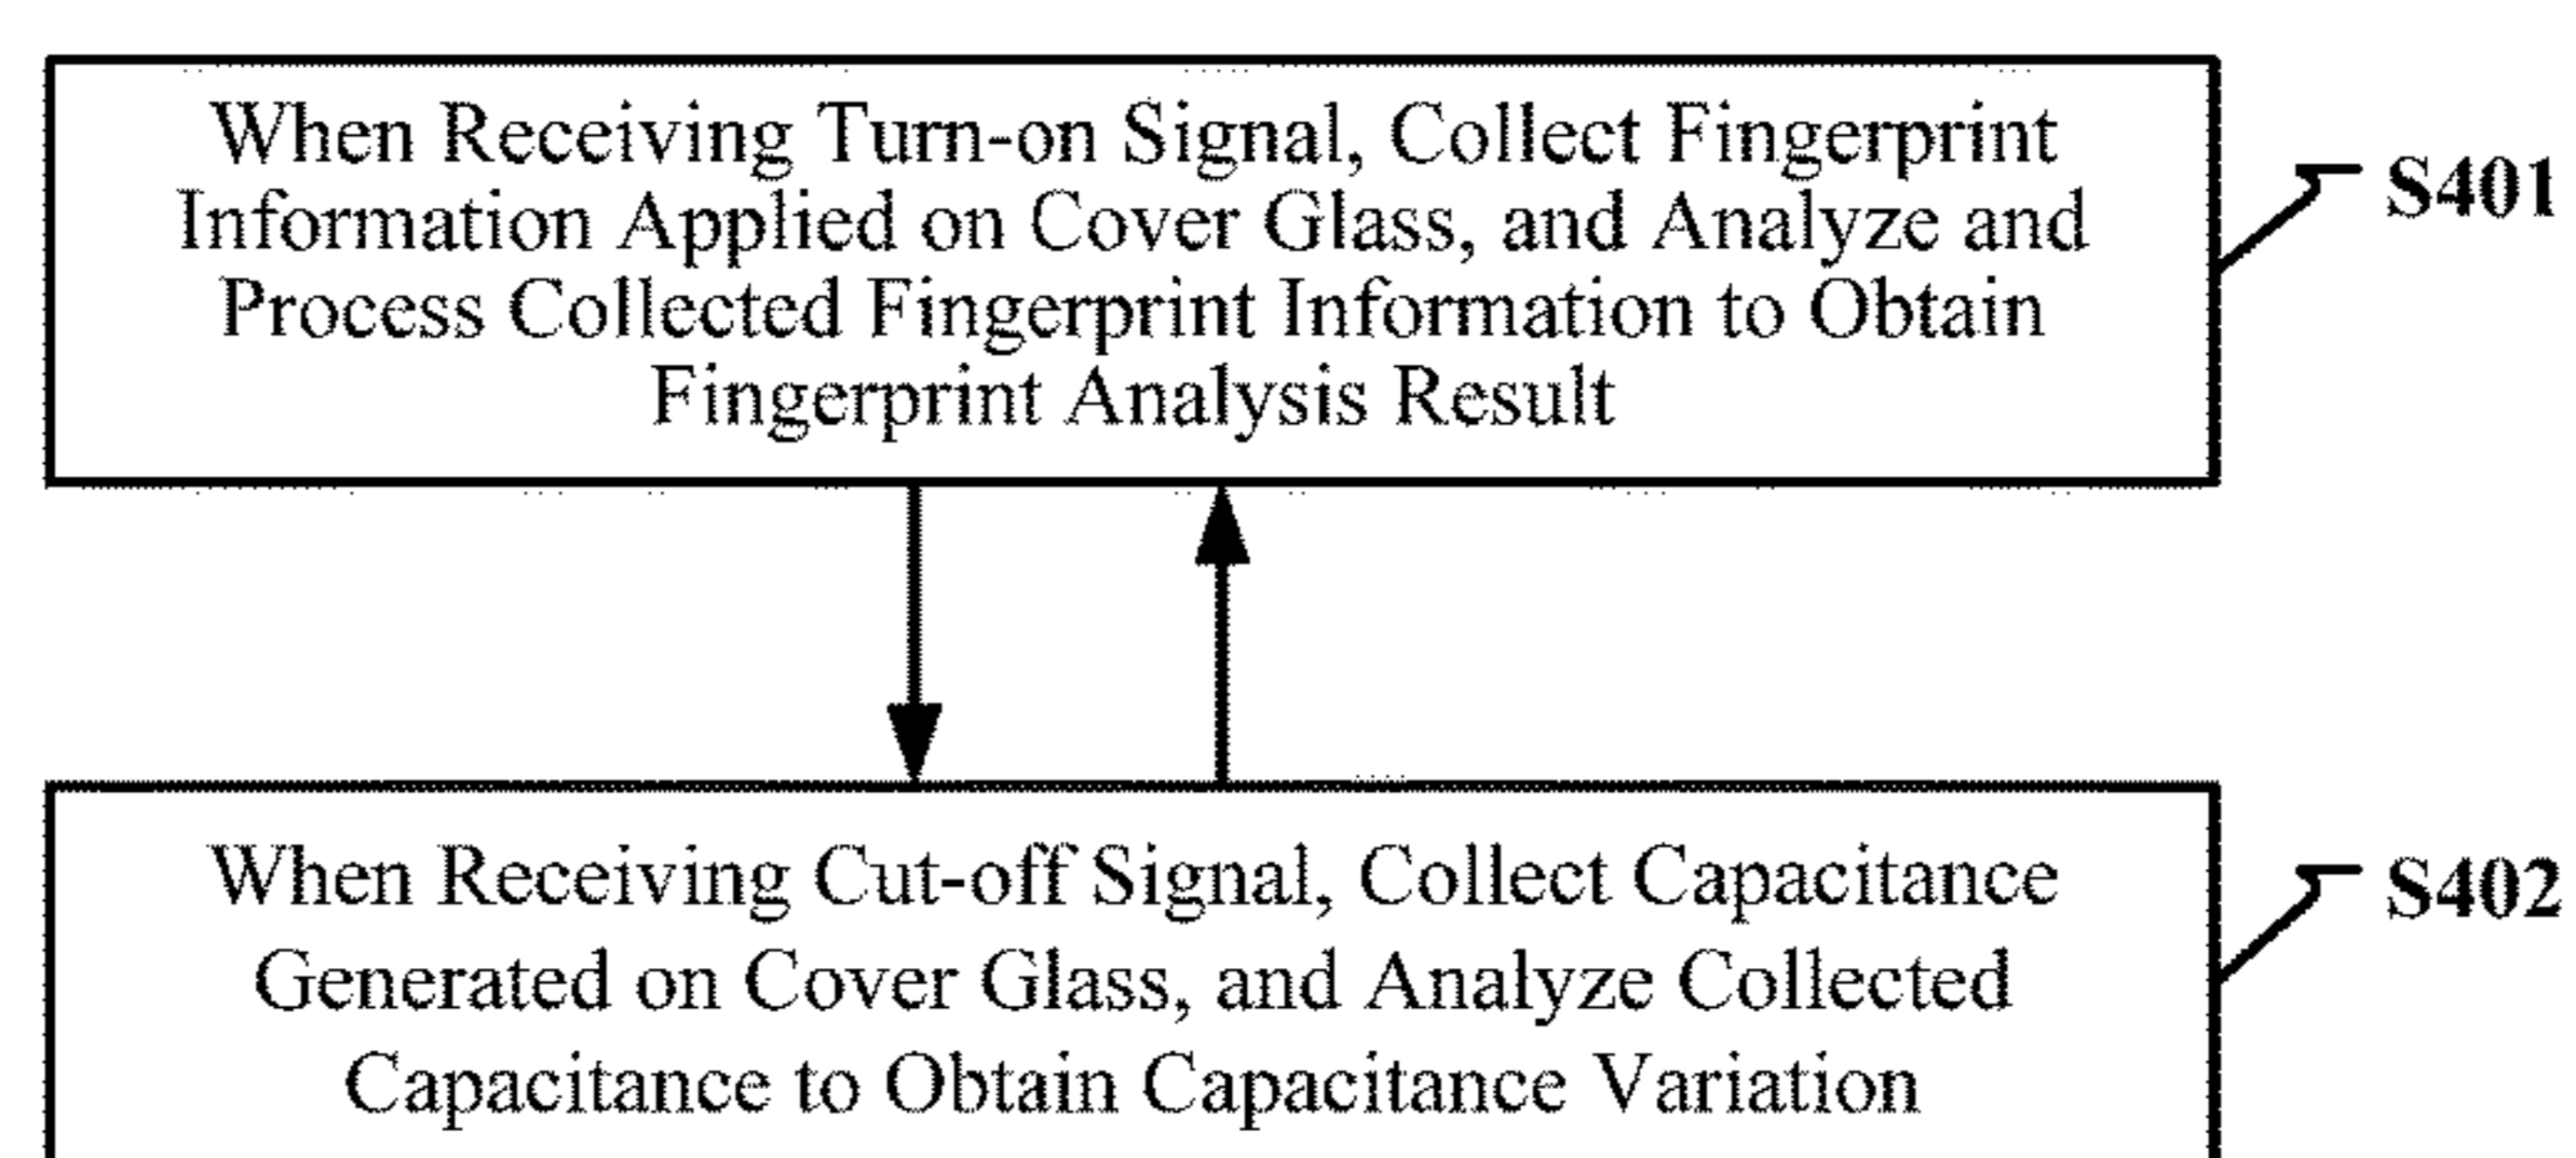 When Receiving Turn-on Signal, Collect Fingerprint
Information Applied on Cover Glass, and Analyze and
Process Collected Fingerprint Information to Obtain
Fingerprint Analysis Result
S401
When Receiving Cut-off Signal, Collect Capacitance
Generated on Cover Glass, and Analyze Collected
Capacitance to Obtain Capacitance Variation
S402